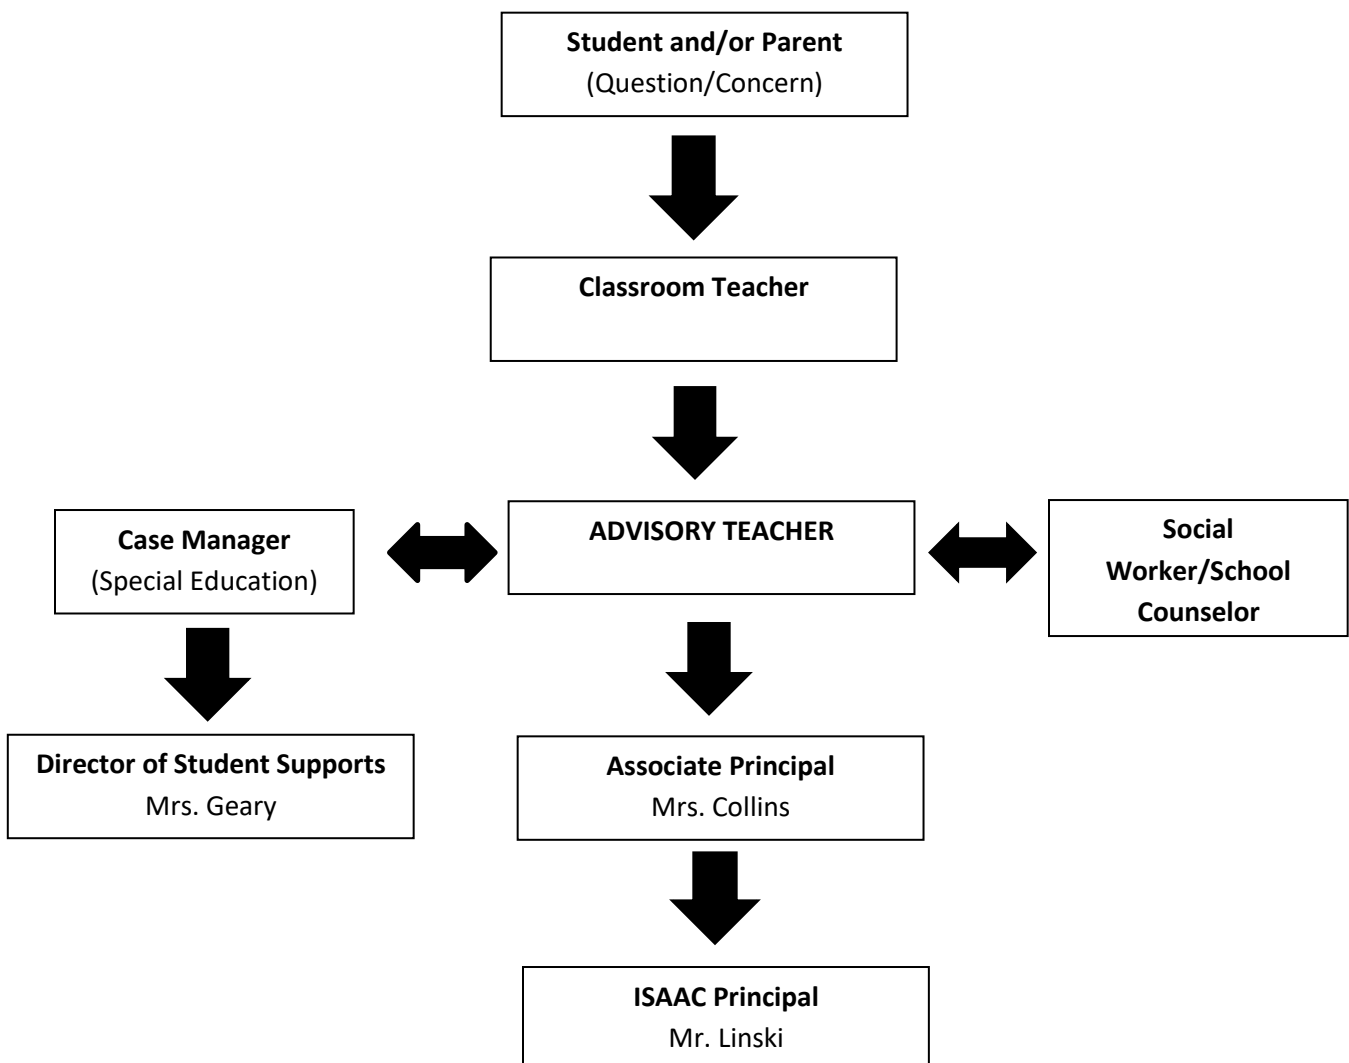 Student and/or Parent
(Question/Concern)
Classroom Teacher
Case Manager
(Special Education)
ADVISORY TEACHER
Social
Worker/School
Counselor
Director of Student Supports
Mrs. Geary
Associate Principal
Mrs. Collins
ISAAC Principal
Mr. Linski